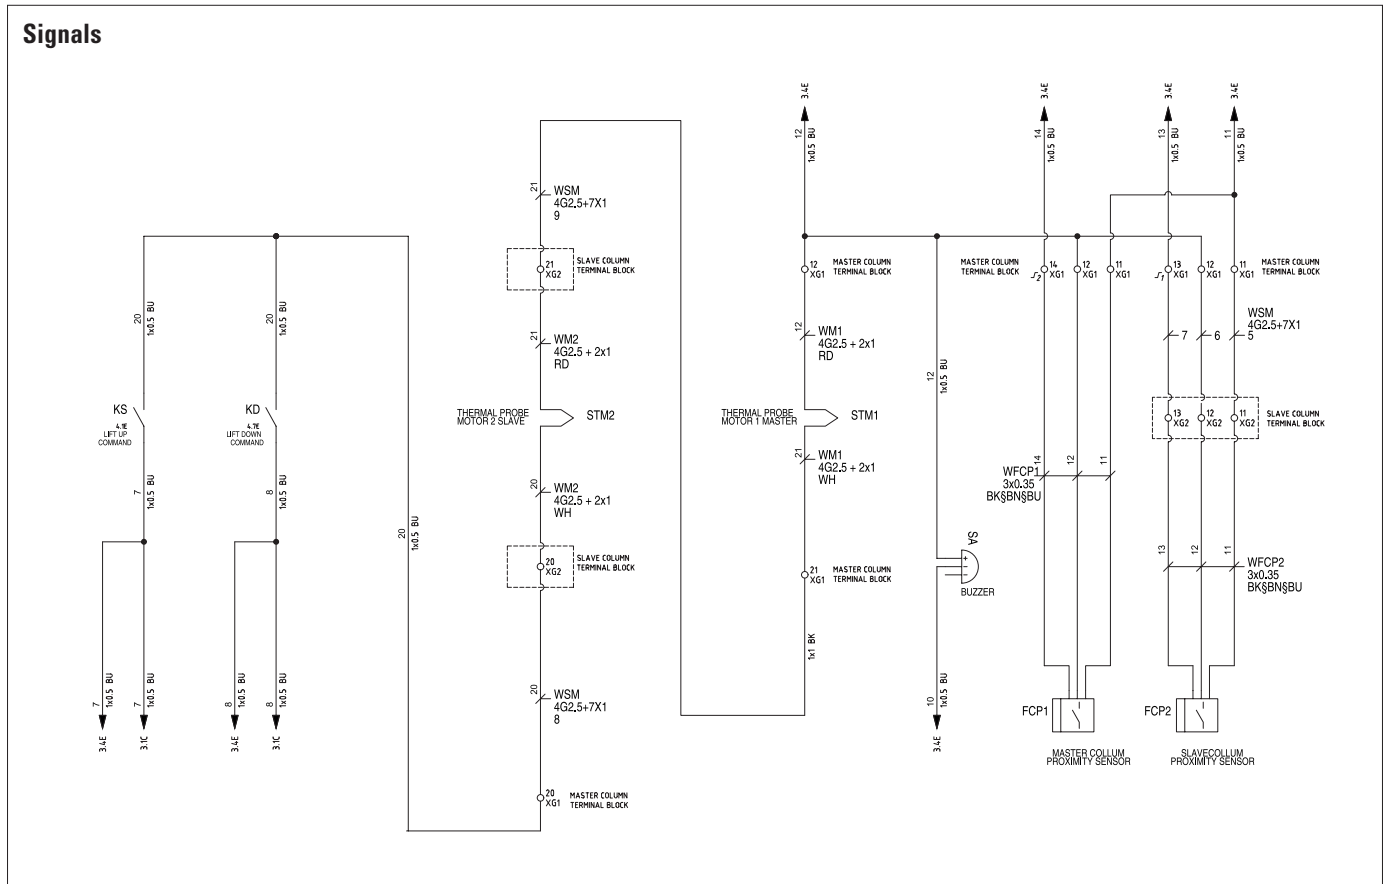 Signals
3.4E
12
1x0.5 BU
3.4E
14
1x0.5 BU
3.4E
13
1x0.5 BU
3.4E
11
1x0.5 BU
21
WSM
4G2.5+7X1
9
21
XG2
SLAVE COLUMN
TERMINAL BLOCK
21
WM2
4G2.5 + 2x1
RD
THERMAL PROBE
MOTOR 2 SLAVE
STM2
20
WM2
4G2.5 + 2x1
WH
20
XG2
SLAVE COLUMN
TERMINAL BLOCK
20
WSM
4G2.5+7X1
8
20
XG1
MASTER COLUMN
TERMINAL BLOCK
20
1x0.5 BU
20
1x0.5 BU
KS
4.1E
LIFT UP
COMMAND
KD
4.7E
LIFT DOWN
COMMAND
7
1x0.5 BU
8
1x0.5 BU
20
1x0.5 BU
7
1x0.5 BU
7
1x0.5 BU
8
1x0.5 BU
8
1x0.5 BU
3.4E
3.1C
3.4E
3.1C
12
XG1
MASTER COLUMN
TERMINAL BLOCK
12
WM1
4G2.5 + 2x1
RD
THERMAL PROBE
MOTOR 1 MASTER
STM1
21
WM1
4G2.5 + 2x1
WH
21
XG1
MASTER COLUMN
TERMINAL BLOCK
1x1 BK
12
1x0.5 BU
SA
+
−
BUZZER
10
1x0.5 BU
3.4E
MASTER COLUMN
TERMINAL BLOCK
2
14
XG1
12
XG1
11
XG1
1
13
XG1
12
XG1
11
XG1
MASTER COLUMN
TERMINAL BLOCK
WSM
4G2.5+7X1
7
6
5
13
XG2
12
XG2
11
XG2
SLAVE COLUMN
TERMINAL BLOCK
WFCP1
3x0.35
BK§BN§BU
14
12
11
13
12
11
WFCP2
3x0.35
BK§BN§BU
FCP1
MASTER COLLUM
PROXIMITY SENSOR
FCP2
SLAVECOLLUM
PROXIMITY SENSOR